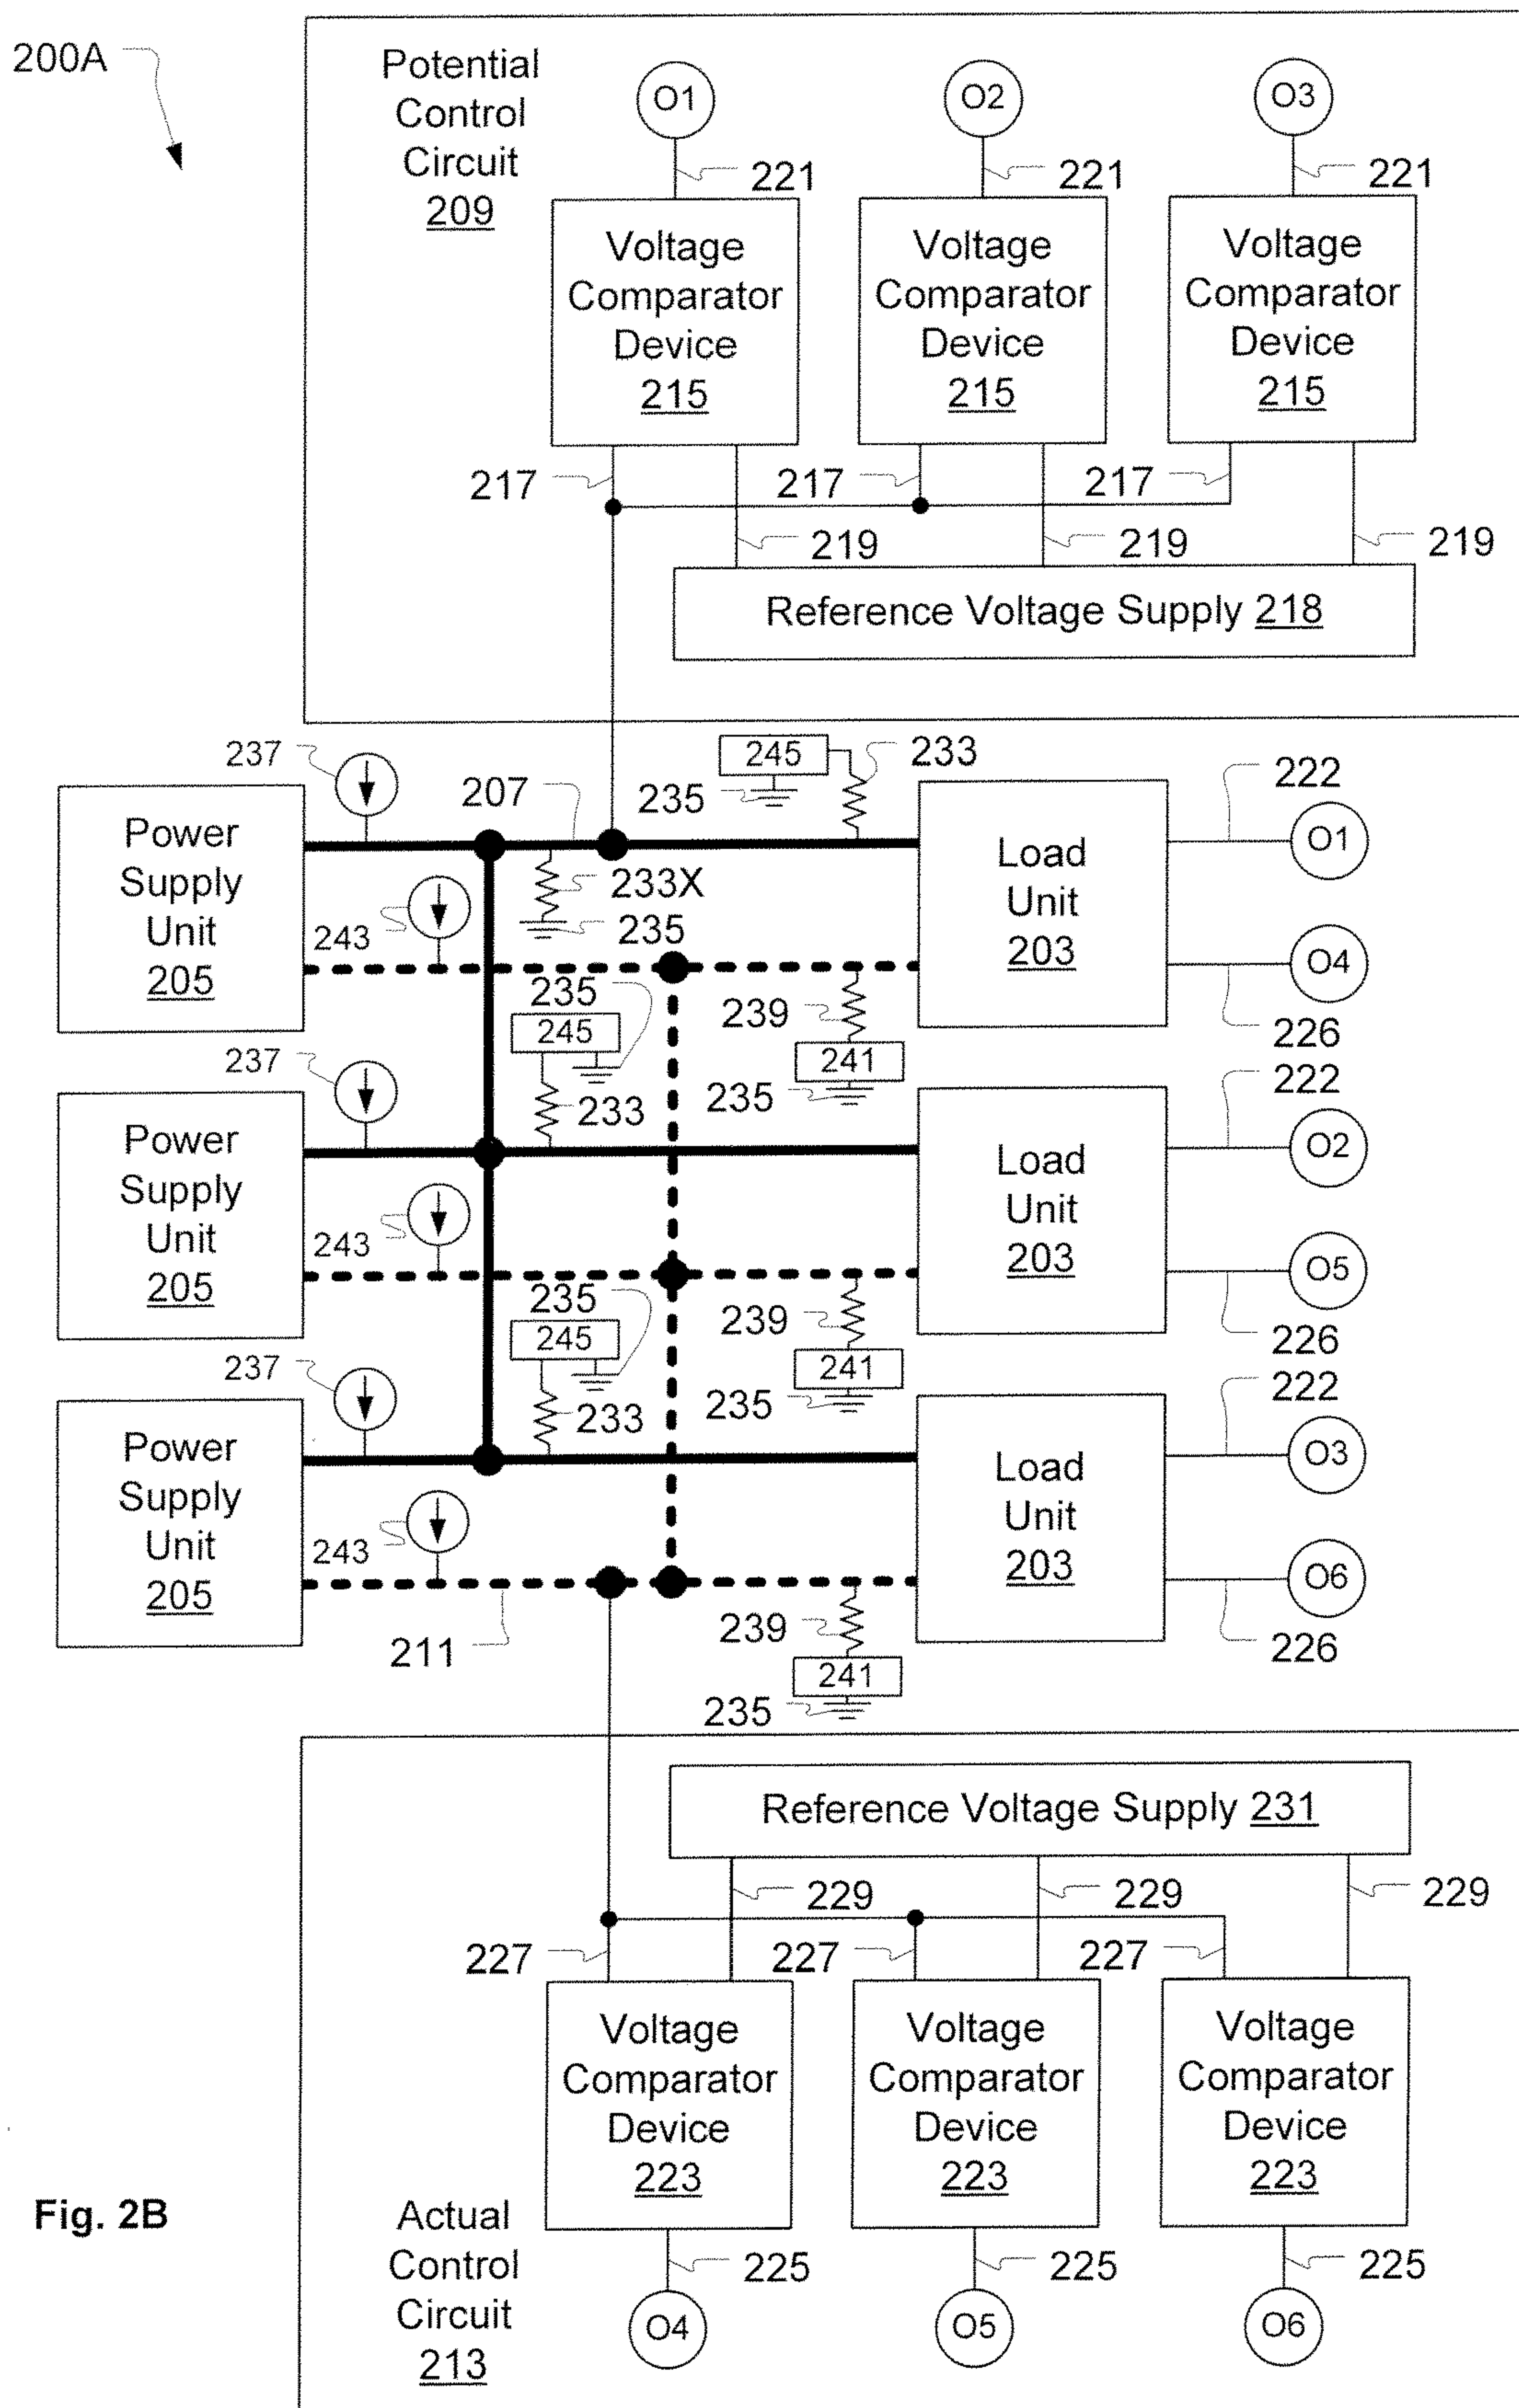 200A
Potential
Control
Circuit
209
O1
O2
O3
221
221
221
Voltage
Comparator
Device
215
Voltage
Comparator
Device
215
Voltage
Comparator
Device
215
217
217
217
219
219
219
Reference Voltage Supply 218
237
207
245
235
233
222
Power
Supply
Unit
205
Load
Unit
203
O1
233X
243
235
O4
235
245
239
241
226
237
233
235
222
Power
Supply
Unit
205
Load
Unit
203
O2
243
O5
235
245
239
241
226
237
233
235
222
Power
Supply
Unit
205
Load
Unit
203
O3
243
O6
211
239
226
241
235
Reference Voltage Supply 231
229
229
229
227
227
227
Voltage
Comparator
Device
223
Voltage
Comparator
Device
223
Voltage
Comparator
Device
223
Fig. 2B
Actual
Control
Circuit
213
225
225
225
O4
O5
O6